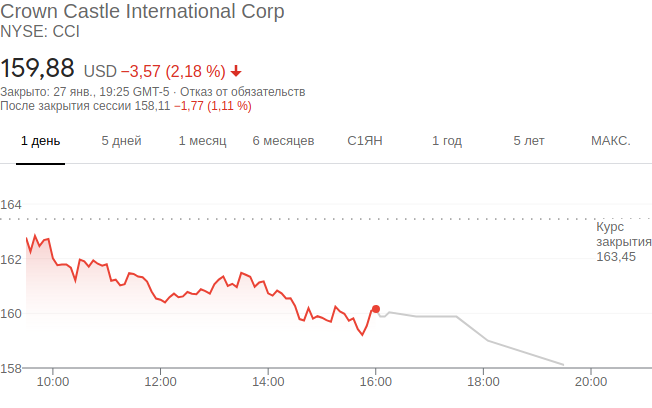 Crown Castle International Corp
NYSE: CCI
159,88 USD −3,57 (2,18 %)
Закрыто: 27 янв., 19:25 GMT-5 · Отказ от обязательств
После закрытия сессии 158,11 −1,77 (1,11 %)
1 день 5 дней 1 месяц 6 месяцев С1ЯН 1 год 5 лет МАКС.
164
Курс
закрытия
163,45
162
160
158
10:00 12:00 14:00 16:00 18:00 20:00